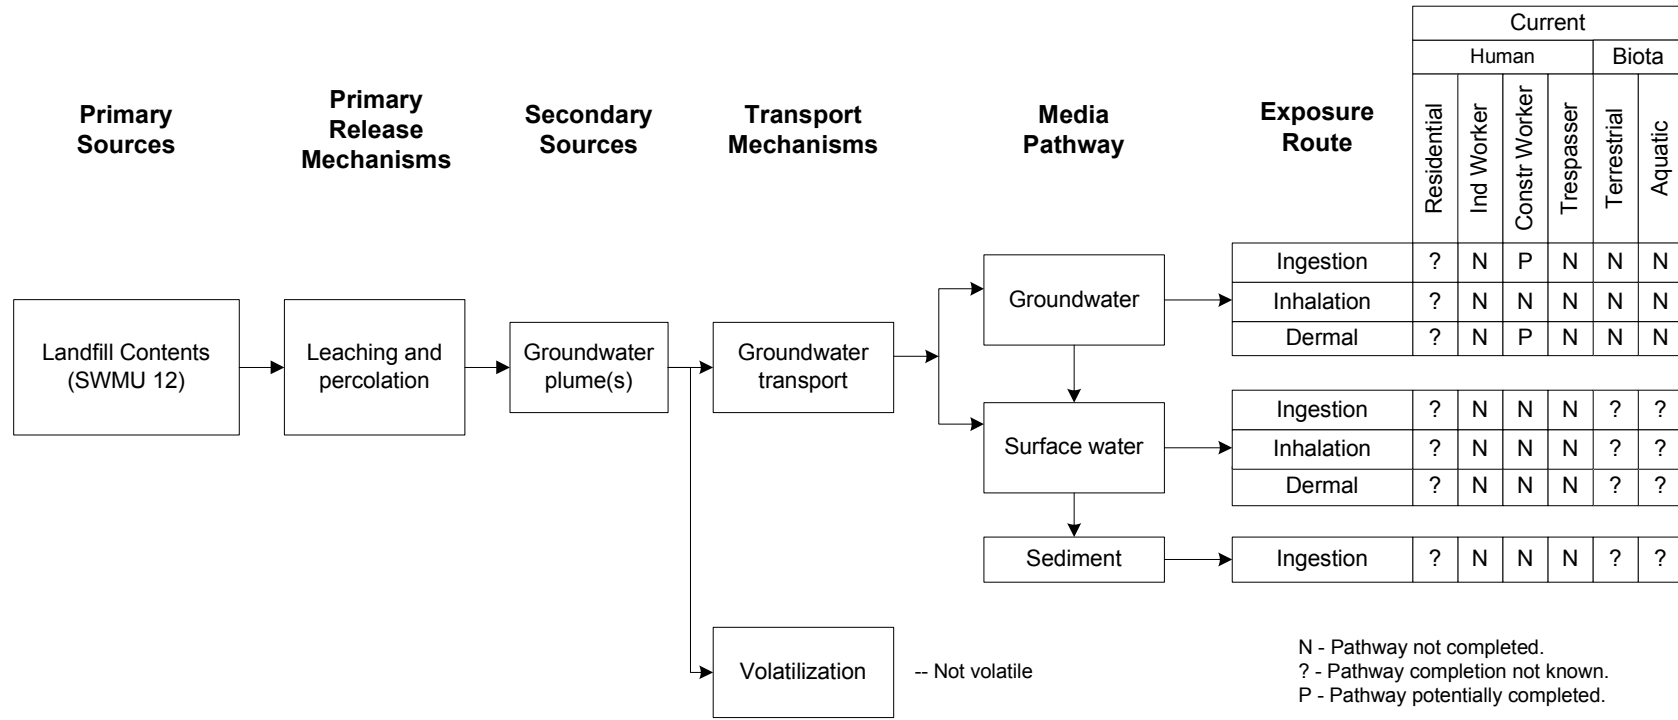 Current
Human Biota
Primary
Sources
Primary
Release
Mechanisms
Secondary
Sources
Transport
Mechanisms
Media
Pathway
Exposure
Route
Residential
Ind Worker
Constr Worker
Trespasser
Terrestrial
Aquatic
Landfill Contents
(SWMU 12)
Leaching and
percolation
Groundwater
plume(s)
Groundwater
transport
Groundwater
Ingestion ? N P N N N
Inhalation ? N N N N N
Dermal ? N P N N N
Surface water
Ingestion ? N N N ? ?
Inhalation ? N N N ? ?
Dermal ? N N N ? ?
Sediment
Ingestion ? N N N ? ?
Volatilization
-- Not volatile
N - Pathway not completed.
? - Pathway completion not known.
P - Pathway potentially completed.